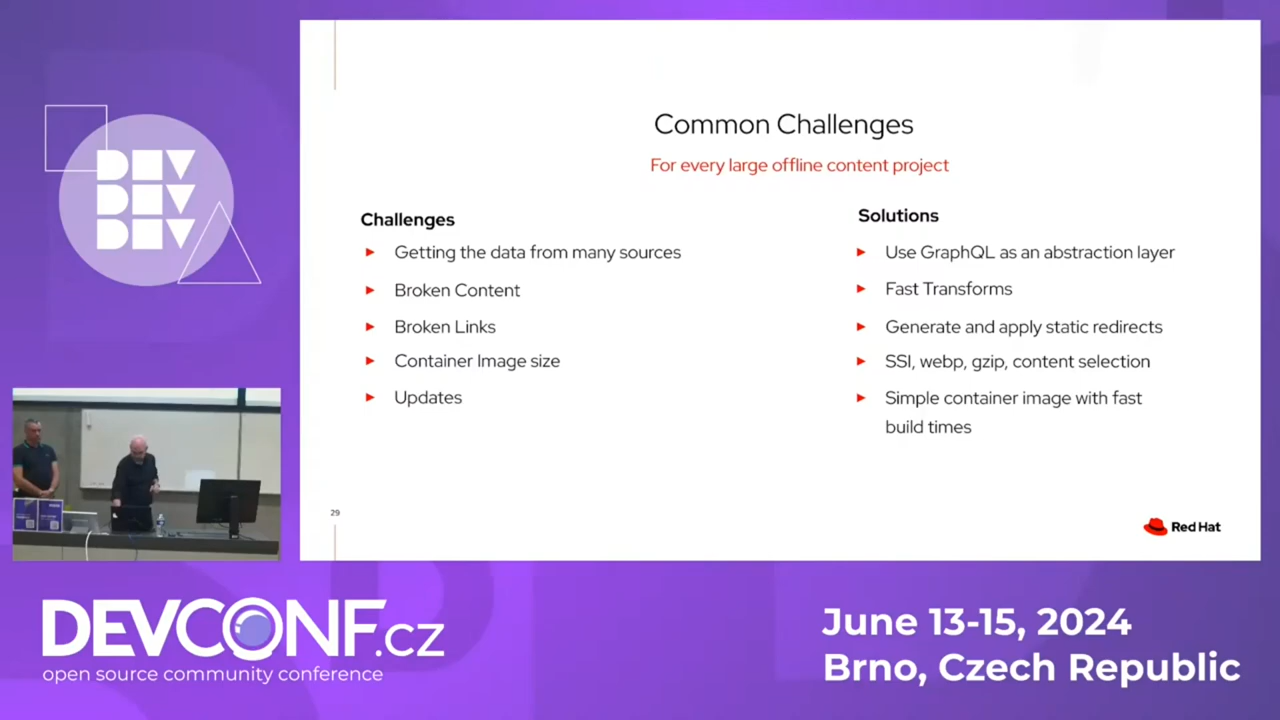 DEV
DEV
DEV
Common Challenges
For every large offline content project
Challenges
Getting the data from many sources
Broken Content
Broken Links
Container Image size
Updates
Solutions
Use GraphQL as an abstraction layer
Fast Transforms
Generate and apply static redirects
SSI, webp, gzip, content selection
Simple container image with fast
build times
29
Red Hat
DEVCONF.cz
open source community conference
June 13-15, 2024
Brno, Czech Republic